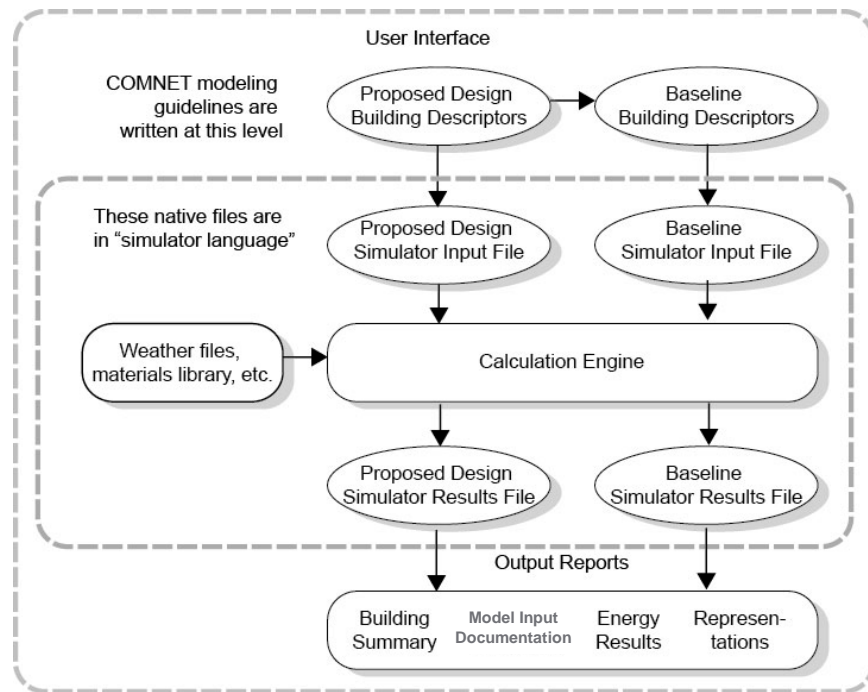 User Interface
COMNET modeling
guidelines are
written at this level
Proposed Design
Building Descriptors
Baseline
Building Descriptors
These native files are
in “simulator language”
Proposed Design
Simulator Input File
Baseline
Simulator Input File
Weather files,
materials library, etc.
Calculation Engine
Proposed Design
Simulator Results File
Baseline
Simulator Results File
Output Reports
Building
Summary
Model Input
Documentation
Energy
Results
Represen-
tations